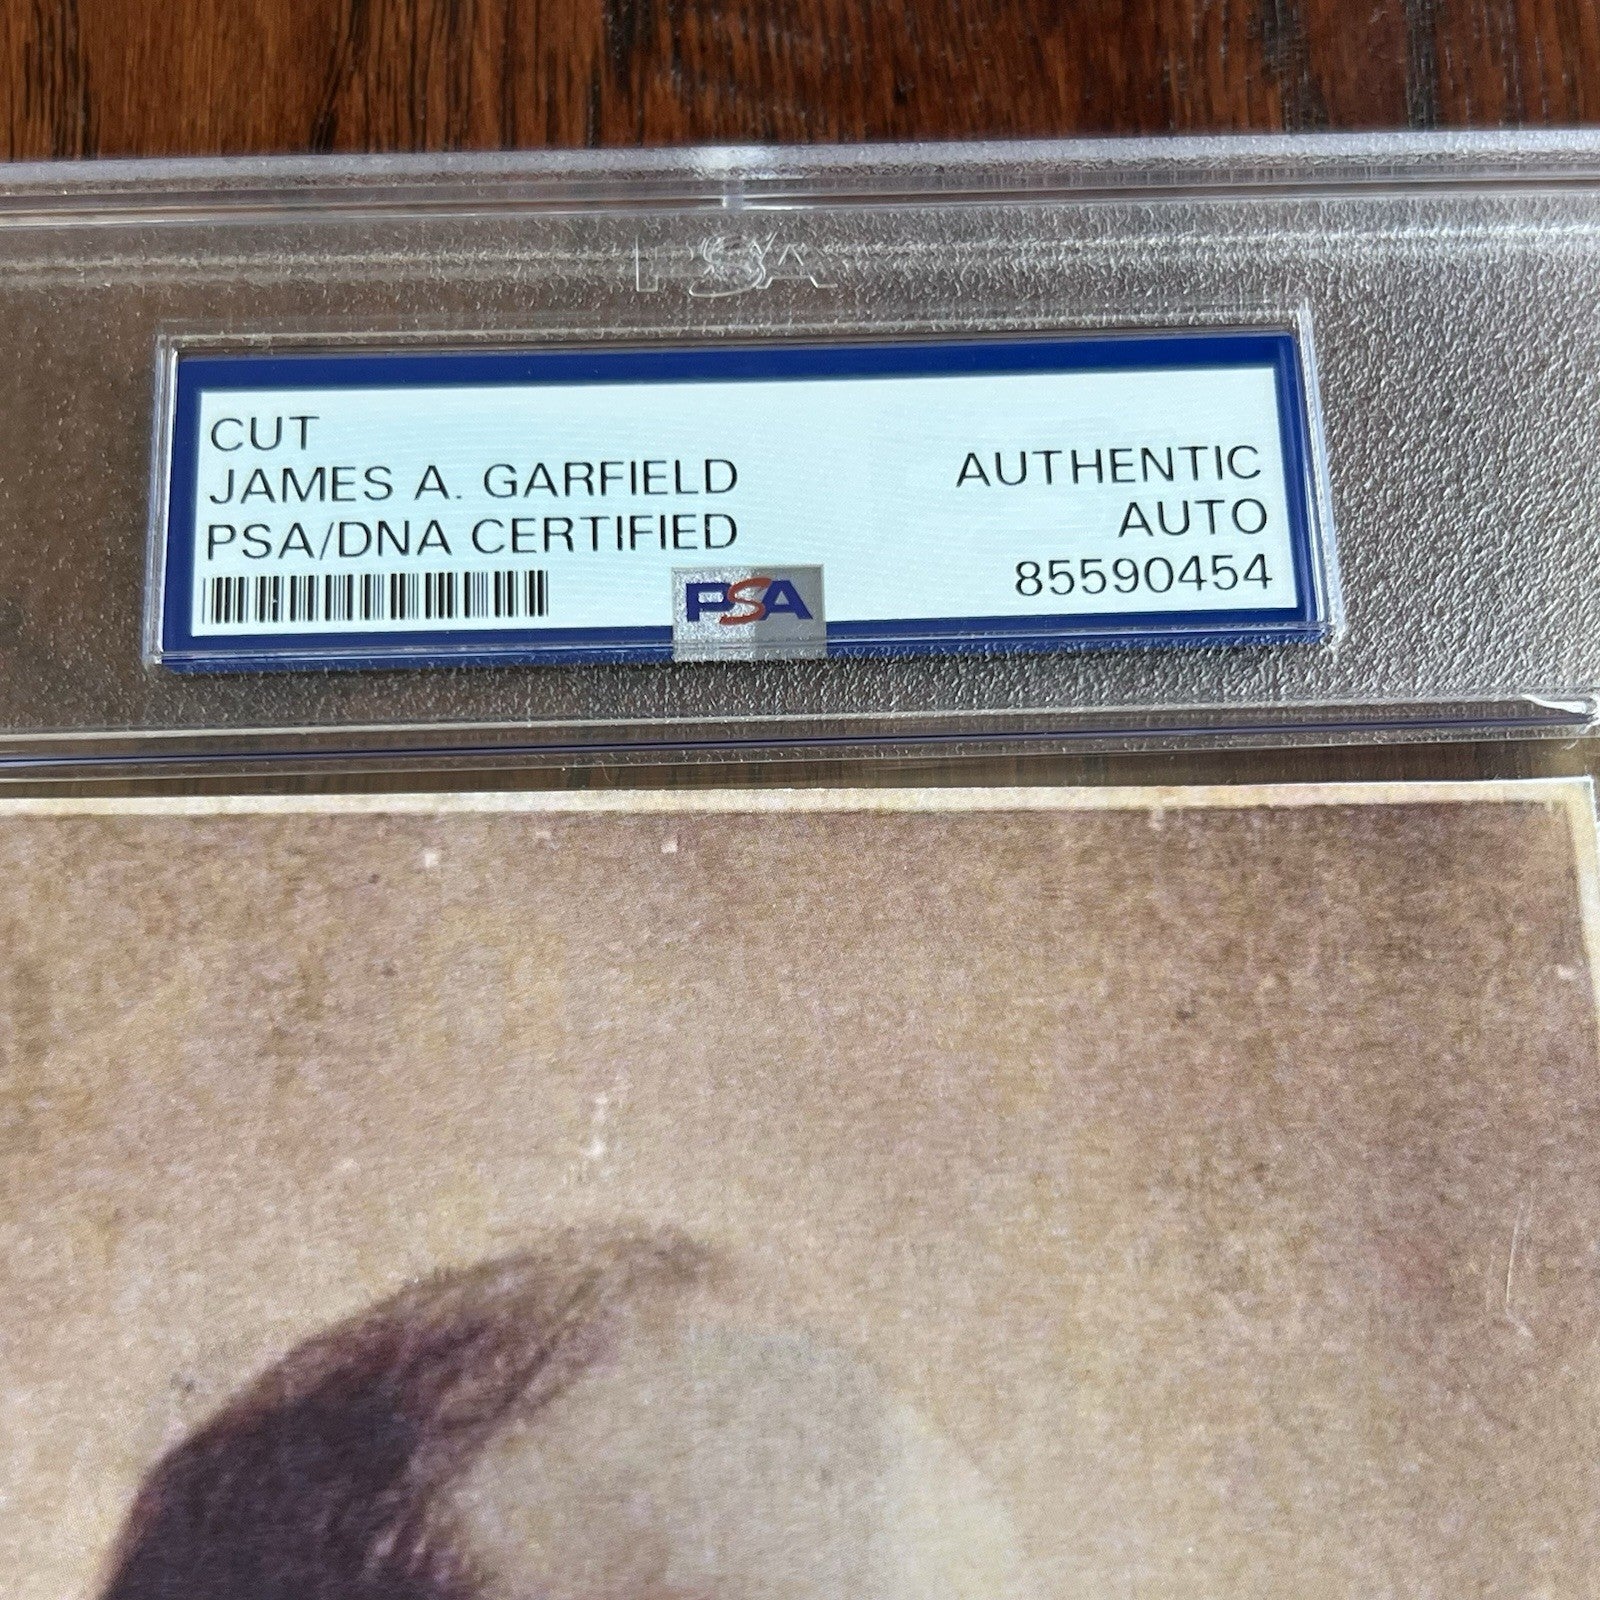 PSA
CUT
JAMES A. GARFIELD
PSA/DNA CERTIFIED
AUTHENTIC
AUTO
85590454
PSA